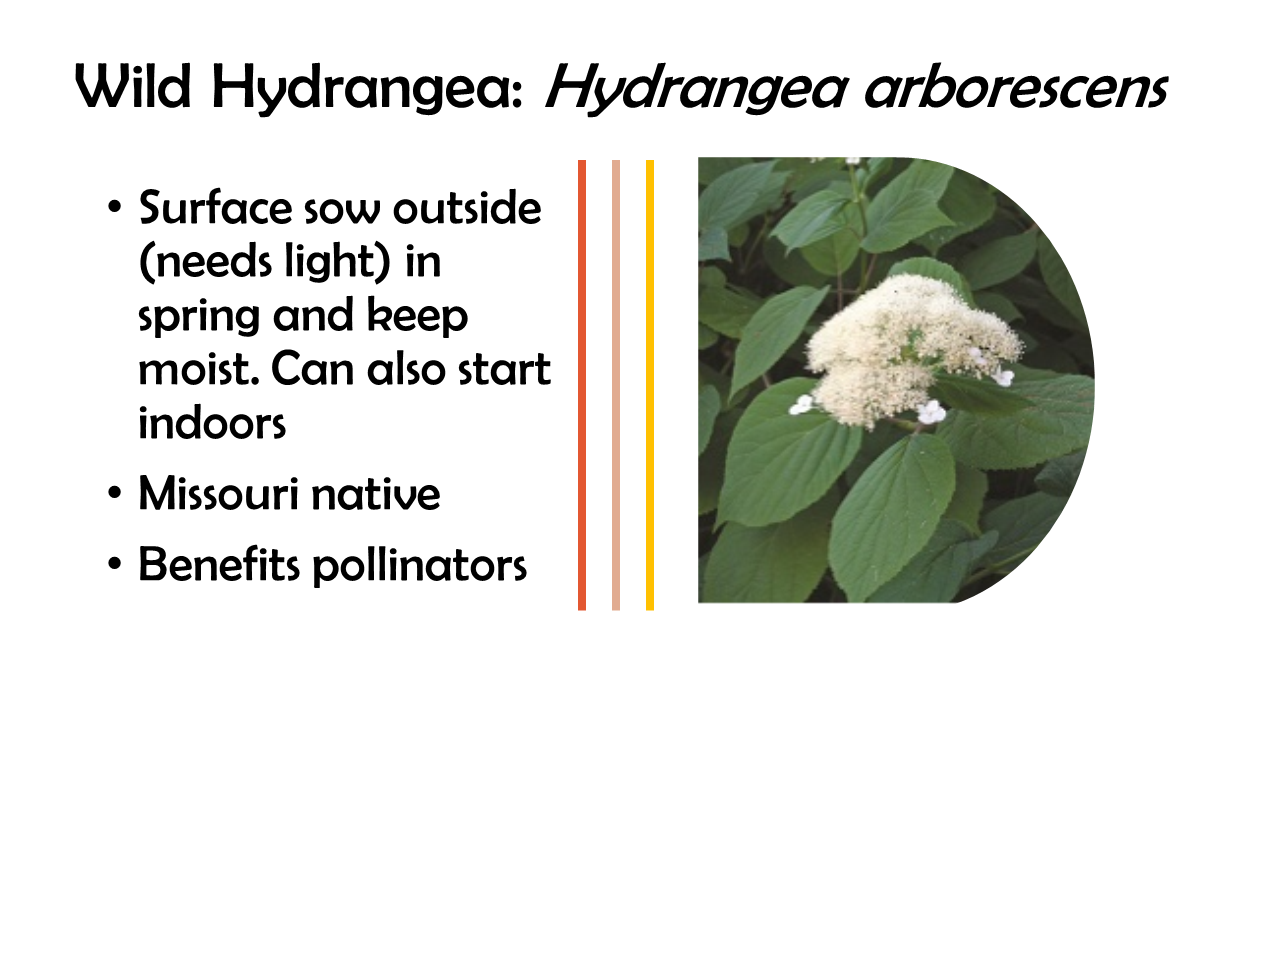 Wild Hydrangea: Hydrangea arborescens
• Surface sow outside
(needs light) in
spring and keep
moist. Can also start
indoors
• Missouri native
• Benefits pollinators